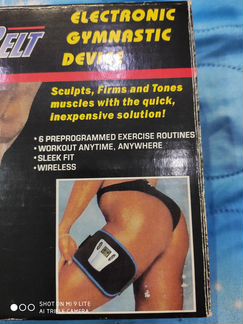 BELT
ELECTRONIC
GYMNASTIC
DEVICE
Sculpts, Firms and Tones
muscles with the quick,
inexpensive solution!
• 6 PREPROGRAMMED EXERCISE ROUTINES
• WORKOUT ANYTIME, ANYWHERE
• SLEEK FIT
• WIRELESS
SHOT ON MI 9 LITE
AI TRIPLE CAMERA